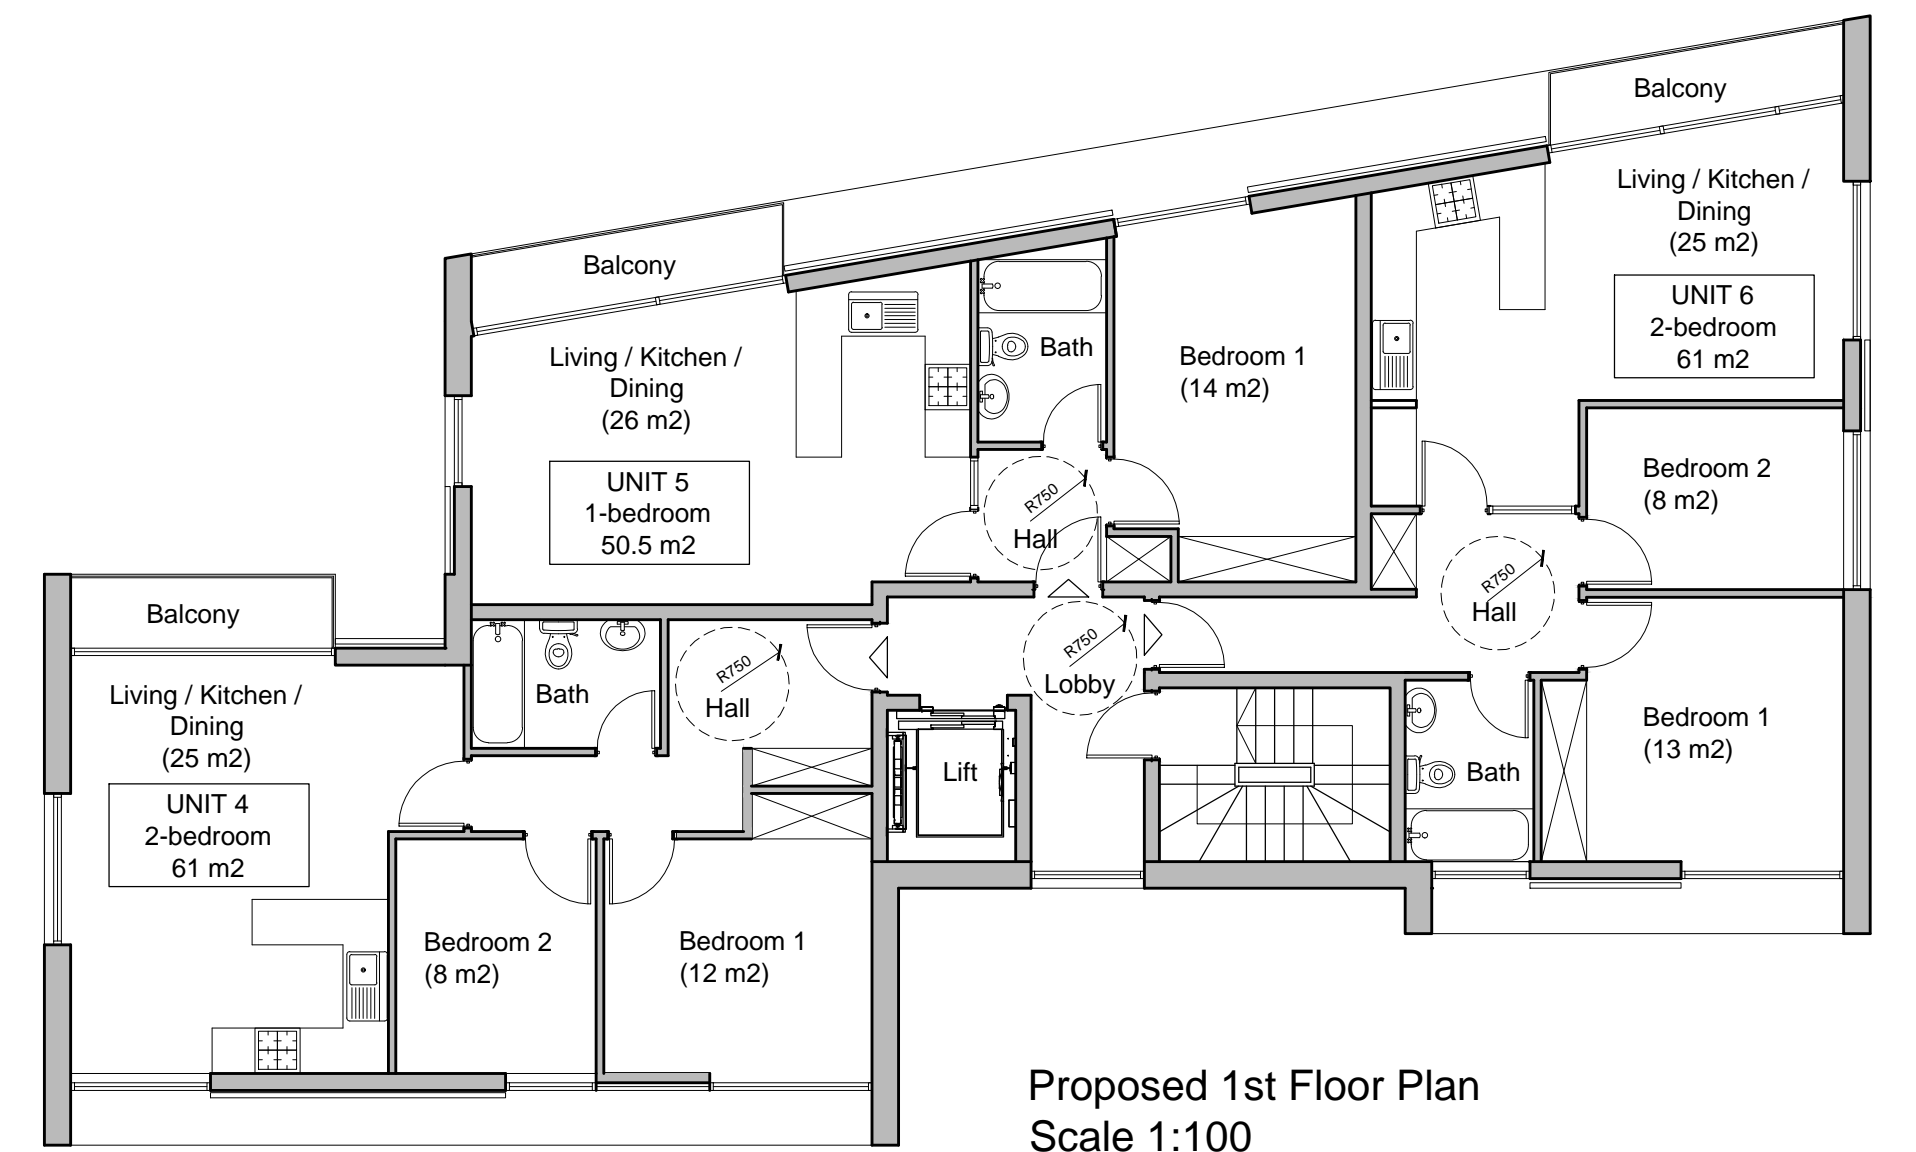 Balcony
Living / Kitchen /
Dining
(25 m2)
UNIT 6
2-bedroom
61 m2
Balcony
Living / Kitchen /
Dining
(26 m2)
UNIT 5
1-bedroom
50.5 m2
Bath
Bedroom 1
(14 m2)
R750
Hall
Bedroom 2
(8 m2)
R750
Hall
Balcony
Living / Kitchen /
Dining
(25 m2)
UNIT 4
2-bedroom
61 m2
Bath
R750
Hall
R750
Lobby
Lift
Bath
Bedroom 1
(13 m2)
Bedroom 2
(8 m2)
Bedroom 1
(12 m2)
Proposed 1st Floor Plan
Scale 1:100